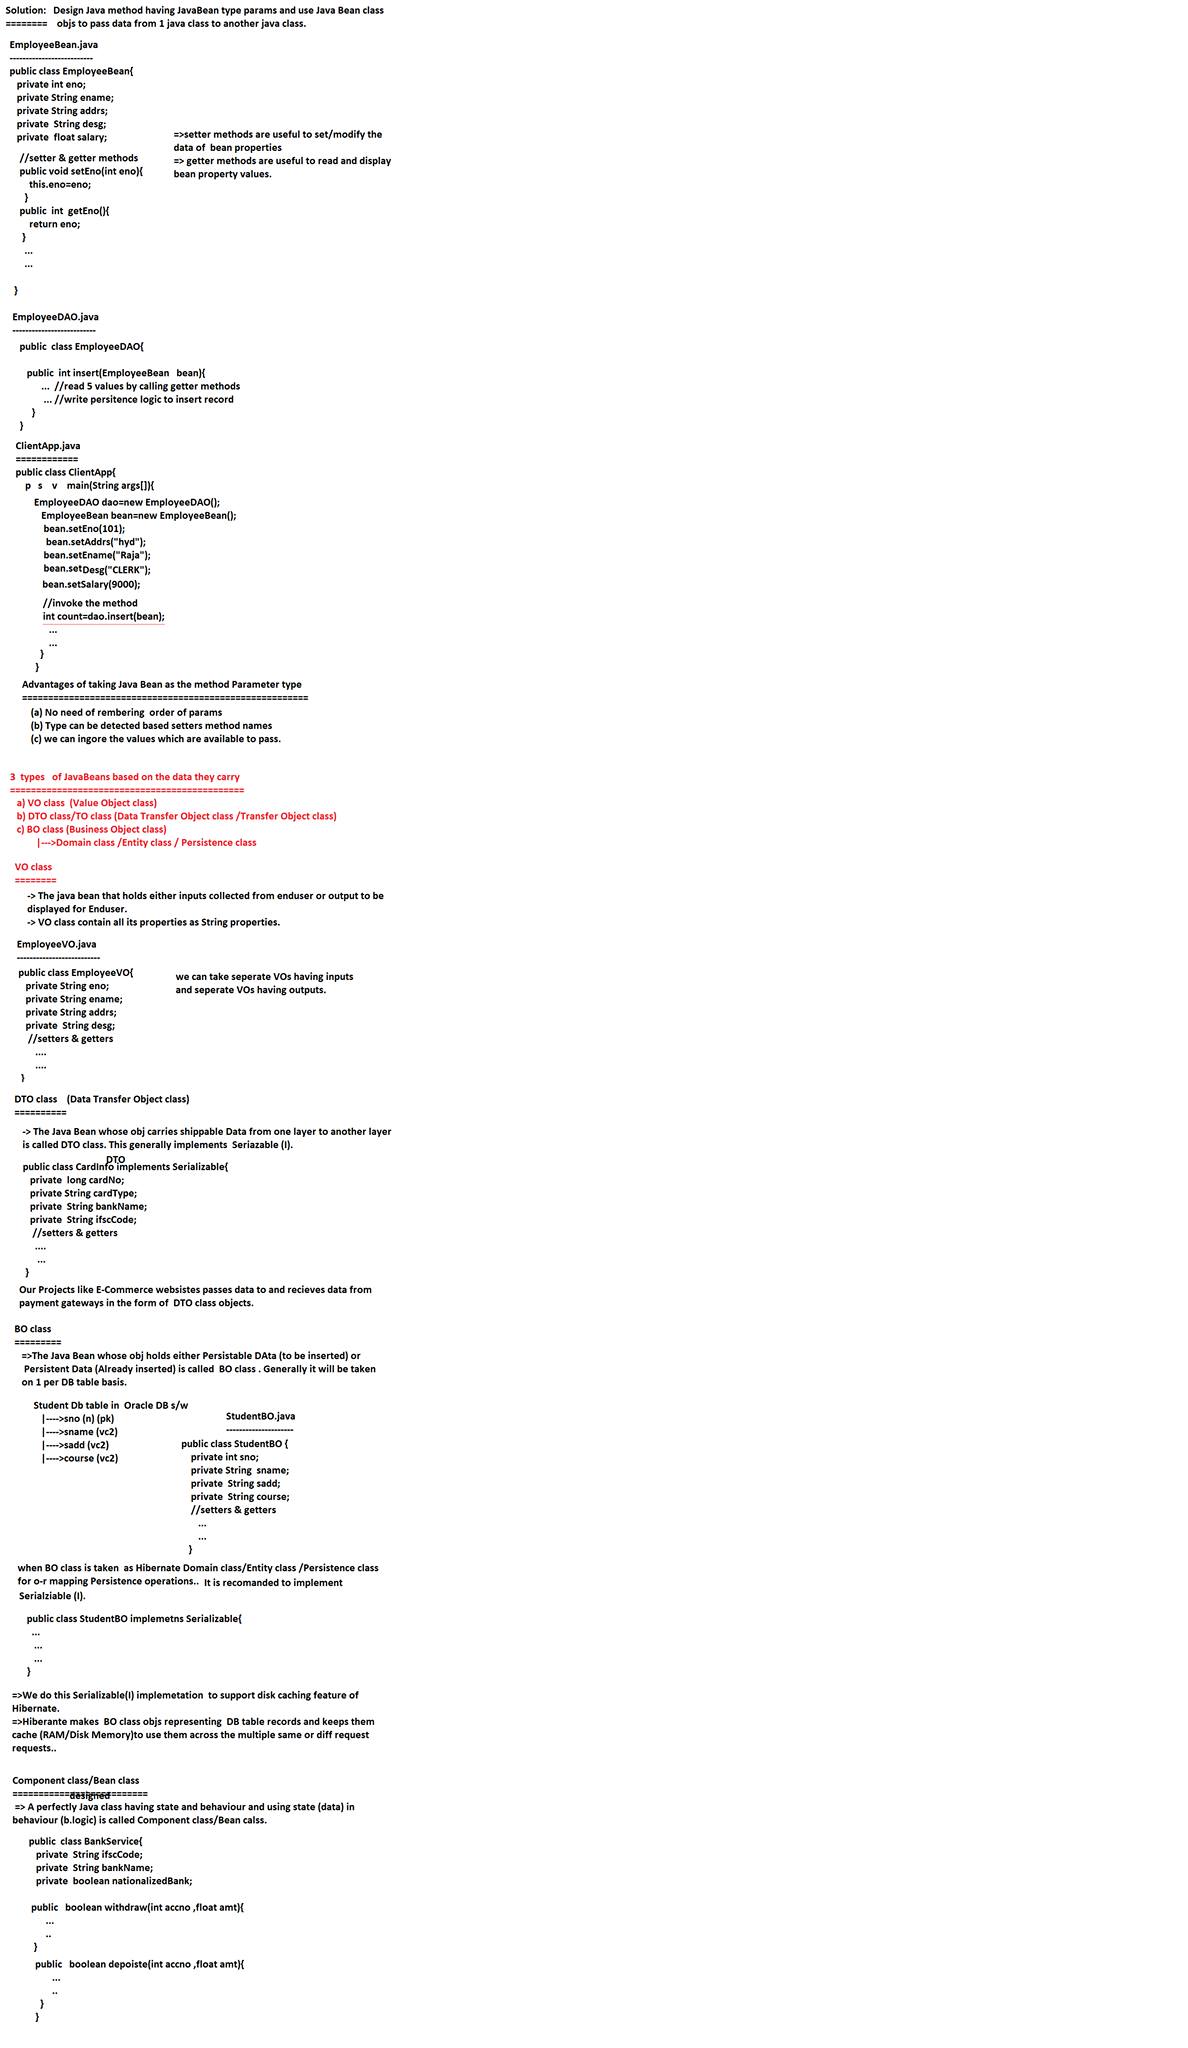 Solution:   Design Java method having JavaBean type params and use Java Bean class
========    objs to pass data from 1 java class to another java class.
EmployeeBean.java
--------------------------
public class EmployeeBean{
private int eno;
private String ename;
private String addrs;
private  String desg;
private  float salary;
=>setter methods are useful to set/modify the
data of  bean properties
=> getter methods are useful to read and display
bean property values.
//setter & getter methods
public void setEno(int eno){
this.eno=eno;
}
public  int  getEno(){
return eno;
}
...
...
}
EmployeeDAO.java
--------------------------
public  class EmployeeDAO{
public  int insert(EmployeeBean   bean){
...  //read 5 values by calling getter methods
... //write persitence logic to insert record
}
}
ClientApp.java
============
public class ClientApp{
p   s    v    main(String args[]){
EmployeeDAO dao=new EmployeeDAO();
EmployeeBean bean=new EmployeeBean();
bean.setEno(101);
bean.setAddrs("hyd");
bean.setEname("Raja");
bean.setDesg("CLERK");
bean.setSalary(9000);
//invoke the method
int count=dao.insert(bean);
...
...
}
}
Advantages of taking Java Bean as the method Parameter type
=======================================================
(a) No need of rembering  order of params
(b) Type can be detected based setters method names
(c) we can ingore the values which are available to pass.
3  types   of JavaBeans based on the data they carry
=============================================
a) VO class  (Value Object class)
b) DTO class/TO class (Data Transfer Object class /Transfer Object class)
c) BO class (Business Object class)
|--->Domain class /Entity class / Persistence class
VO class
========
-> The java bean that holds either inputs collected from enduser or output to be
displayed for Enduser.
-> VO class contain all its properties as String properties.
EmployeeVO.java
--------------------------
public class EmployeeVO{
private String eno;
private String ename;
private String addrs;
private  String desg;
//setters & getters
....
....
}
we can take seperate VOs having inputs
and seperate VOs having outputs.
DTO class    (Data Transfer Object class)
==========
-> The Java Bean whose obj carries shippable Data from one layer to another layer
is called DTO class. This generally implements  Seriazable (I).
DTO
public class CardInfo implements Serializable{
private  long cardNo;
private String cardType;
private  String bankName;
private  String ifscCode;
//setters & getters
....
...
}
Our Projects like E-Commerce websistes passes data to and recieves data from
payment gateways in the form of  DTO class objects.
BO class
=========
=>The Java Bean whose obj holds either Persistable DAta (to be inserted) or
Persistent Data (Already inserted) is called  BO class . Generally it will be taken
on 1 per DB table basis.
Student Db table in  Oracle DB s/w
|---->sno (n) (pk)
|---->sname (vc2)
|---->sadd (vc2)
|---->course (vc2)
StudentBO.java
---------------------
public class StudentBO {
private int sno;
private String  sname;
private  String sadd;
private  String course;
//setters & getters
...
...
}
when BO class is taken  as Hibernate Domain class/Entity class /Persistence class
for o-r mapping Persistence operations..  It is recomanded to implement
Serialziable (I).
public class StudentBO implemetns Serializable{
...
...
...
}
=>We do this Serializable(I) implemetation  to support disk caching feature of
Hibernate.
=>Hiberante makes  BO class objs representing  DB table records and keeps them
cache (RAM/Disk Memory)to use them across the multiple same or diff request
requests..
Component class/Bean class
==========================
designed
=> A perfectly Java class having state and behaviour and using state (data) in
behaviour (b.logic) is called Component class/Bean calss.
public  class BankService{
private  String ifscCode;
private  String bankName;
private  boolean nationalizedBank;
public   boolean withdraw(int accno ,float amt){
...
..
}
public   boolean depoiste(int accno ,float amt){
...
..
}
}